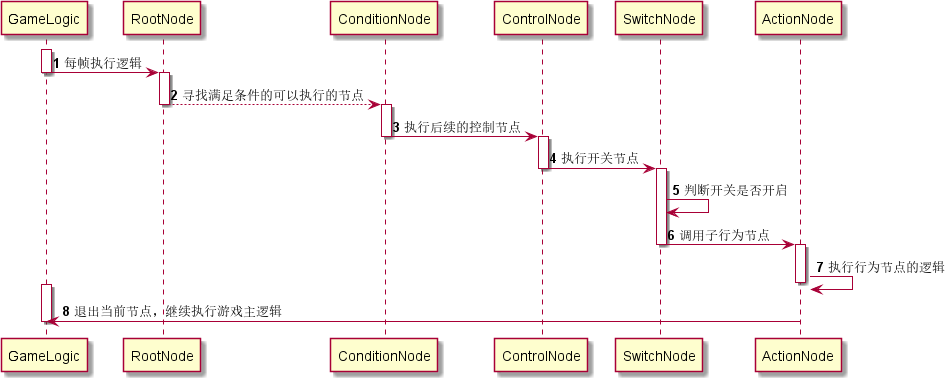 GameLogic RootNode ConditionNode ControlNode SwitchNode ActionNode
1 每帧执行逻辑
2 寻找满足条件的可以执行的节点
3 执行后续的控制节点
4 执行开关节点
5 判断开关是否开启
6 调用子行为节点
7 执行行为节点的逻辑
8 退出当前节点，继续执行游戏主逻辑
GameLogic RootNode ConditionNode ControlNode SwitchNode ActionNode